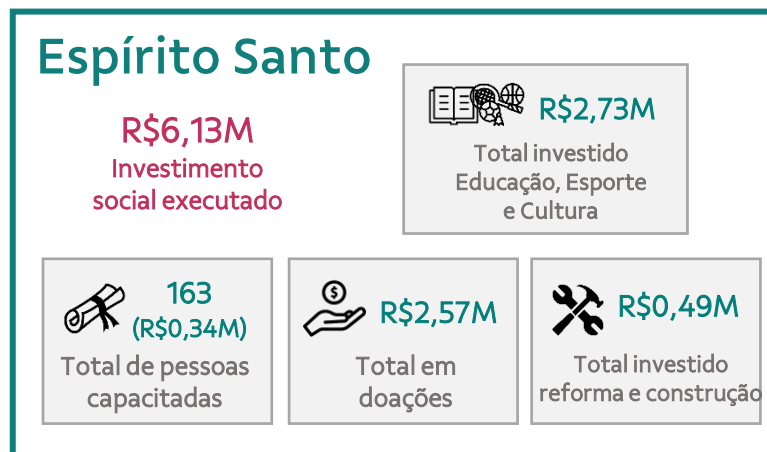 Espírito Santo
R$6,13M
Investimento
social executado
R$2,73M
Total investido
Educação, Esporte
e Cultura
163
(R$0,34M)
Total de pessoas
capacitadas
$
R$2,57M
Total em
doações
R$0,49M
Total investido
reforma e construção